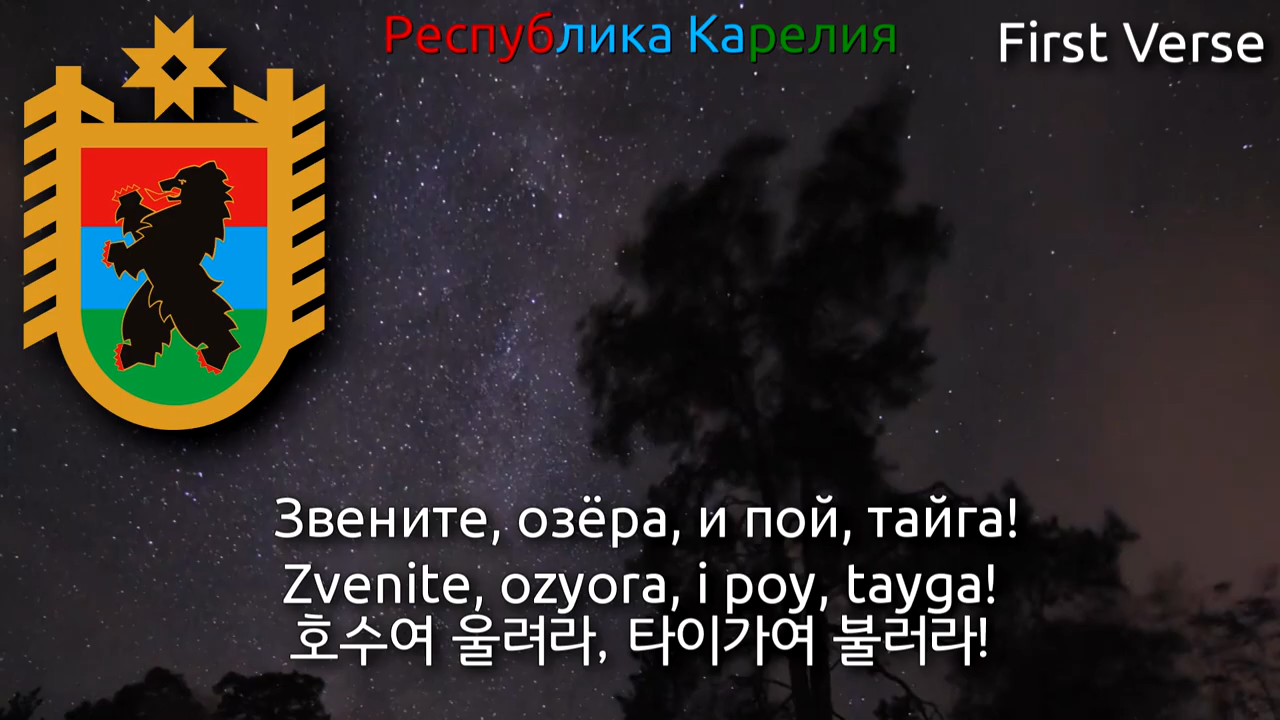 Республика Карелия
First Verse
Звените, озёра, и пой, тайга!
Zvenite, ozyora, i poy, tayga!
호수여 울려라, 타이가여 불러라!